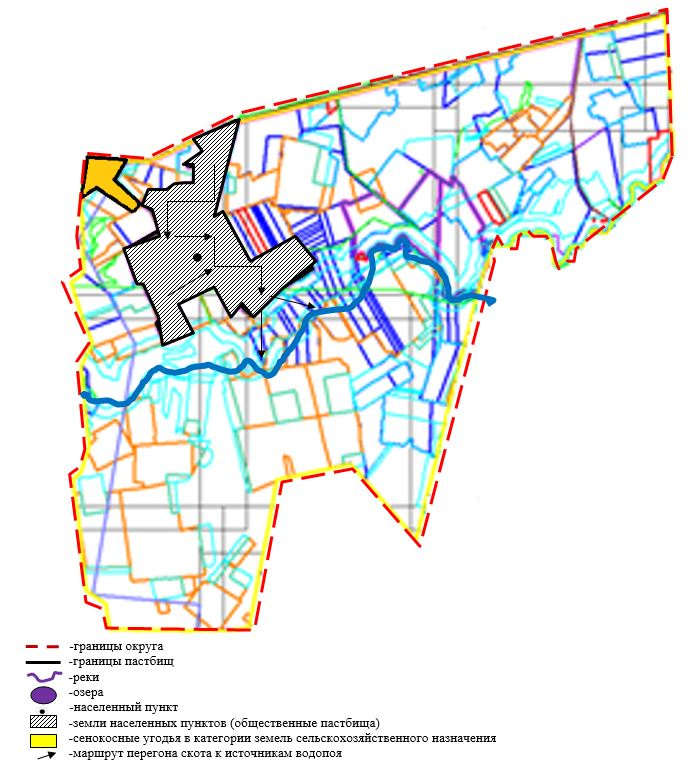 -границы округа
-границы пастбищ
-реки
-озера
-населенный пункт
-земли населенных пунктов (общественные пастбища)
-сенокосные угодья в категории земель сельскохозяйственного назначения
-маршрут перегона скота к источникам водопоя